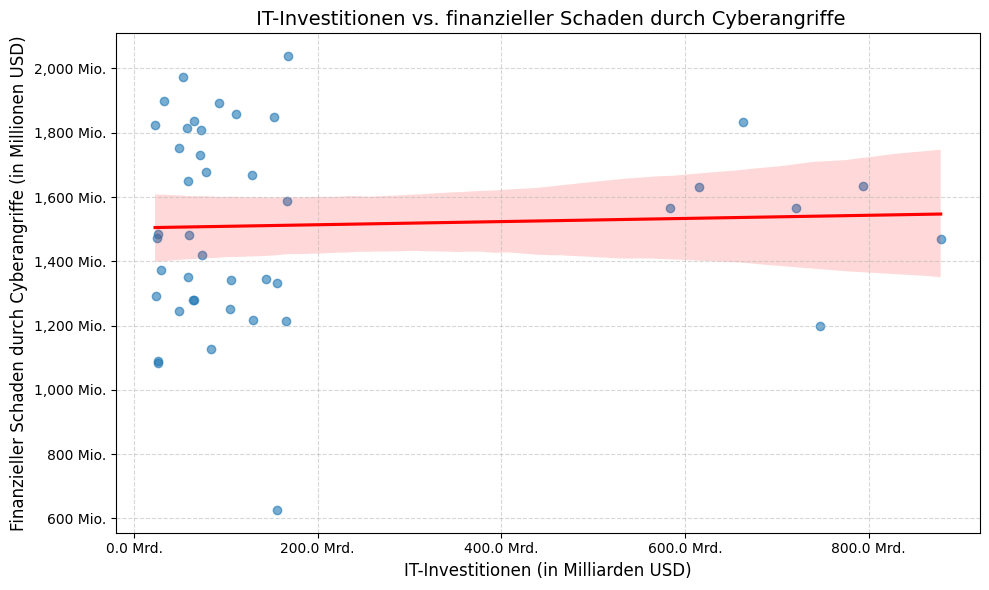 IT-Investitionen vs. finanzieller Schaden durch Cyberangriffe
Finanzieller Schaden durch Cyberangriffe (in Millionen USD)
2,000 Mio.
1,800 Mio.
1,600 Mio.
1,400 Mio.
1,200 Mio.
1,000 Mio.
800 Mio.
600 Mio.
0.0 Mrd. 200.0 Mrd. 400.0 Mrd. 600.0 Mrd. 800.0 Mrd.
IT-Investitionen (in Milliarden USD)